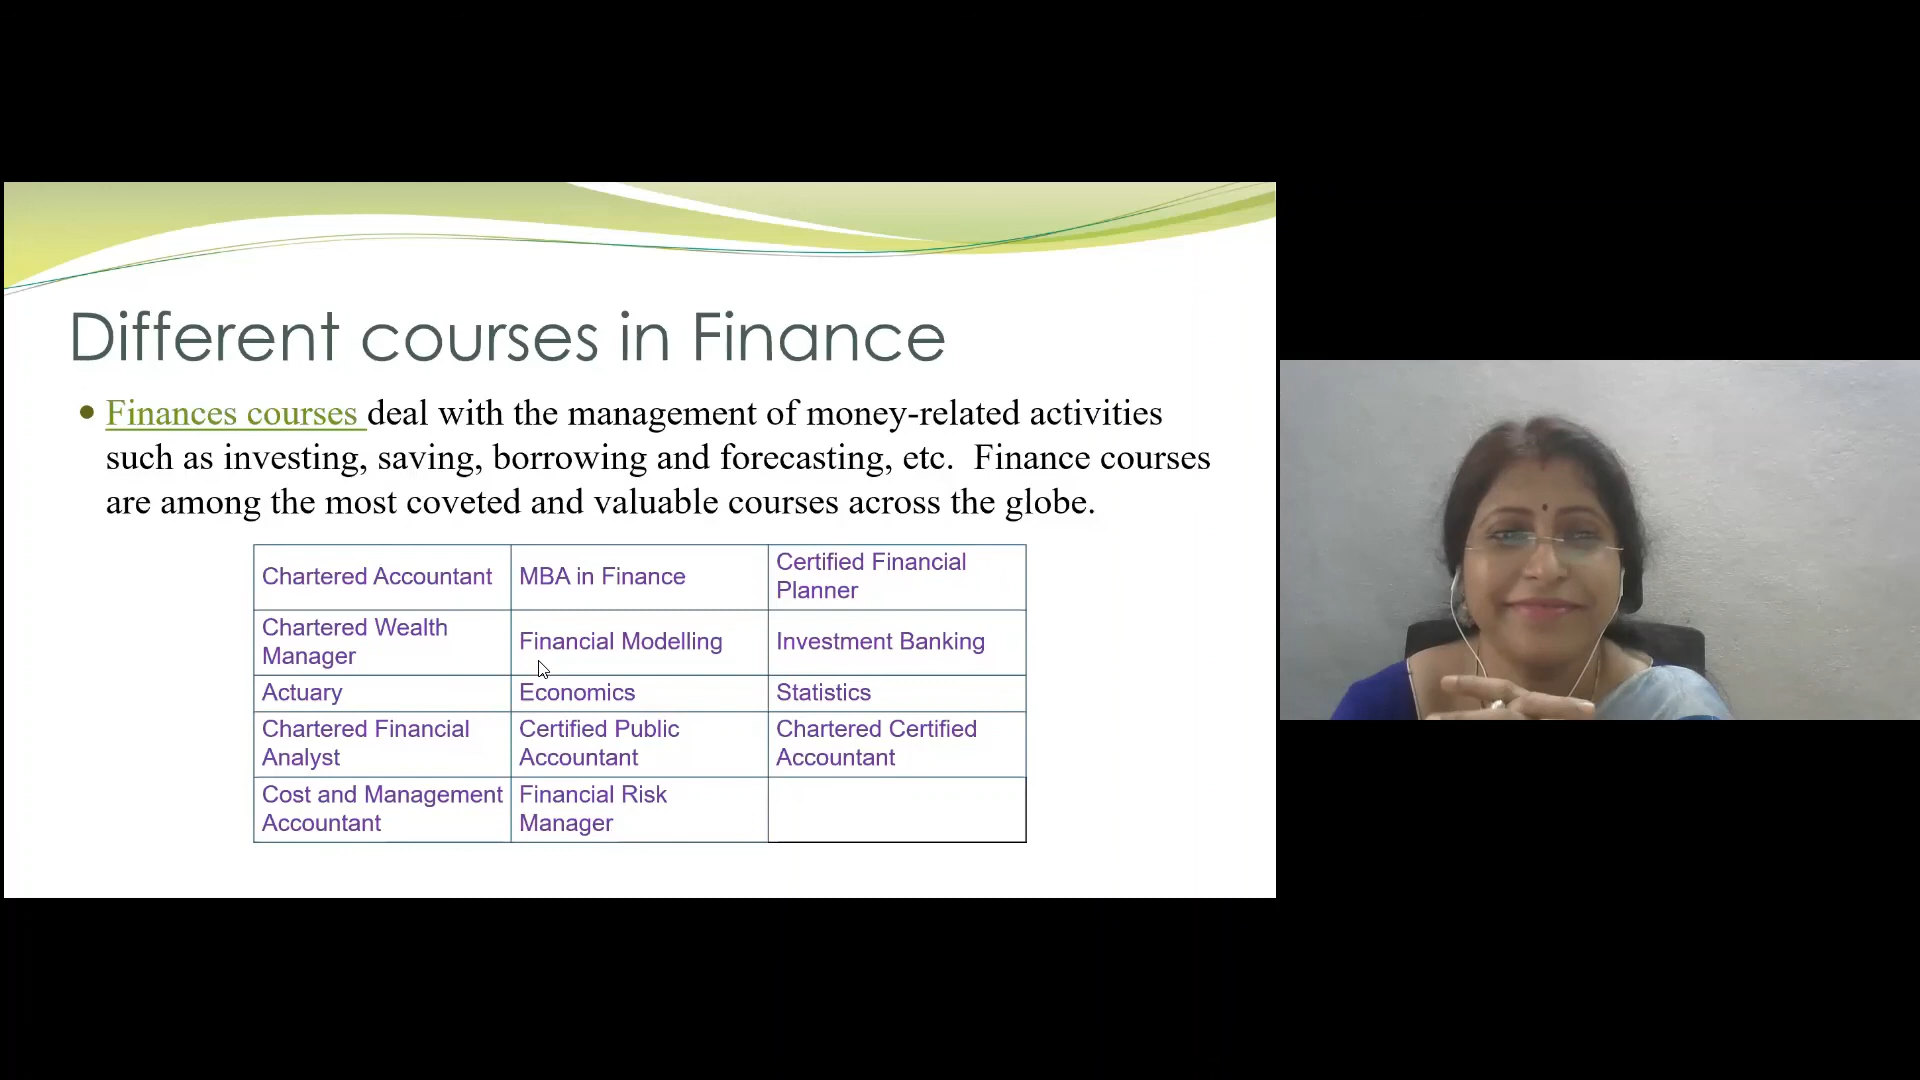 Different courses in Finance
Finances courses deal with the management of money-related activities
such as investing, saving, borrowing and forecasting, etc. Finance courses
are among the most coveted and valuable courses across the globe.
Chartered Accountant
MBA in Finance
Certified Financial
Planner
Chartered Wealth
Manager
Financial Modelling
Investment Banking
Actuary
Economics
Statistics
Chartered Financial
Analyst
Certified Public
Accountant
Chartered Certified
Accountant
Cost and Management
Accountant
Financial Risk
Manager